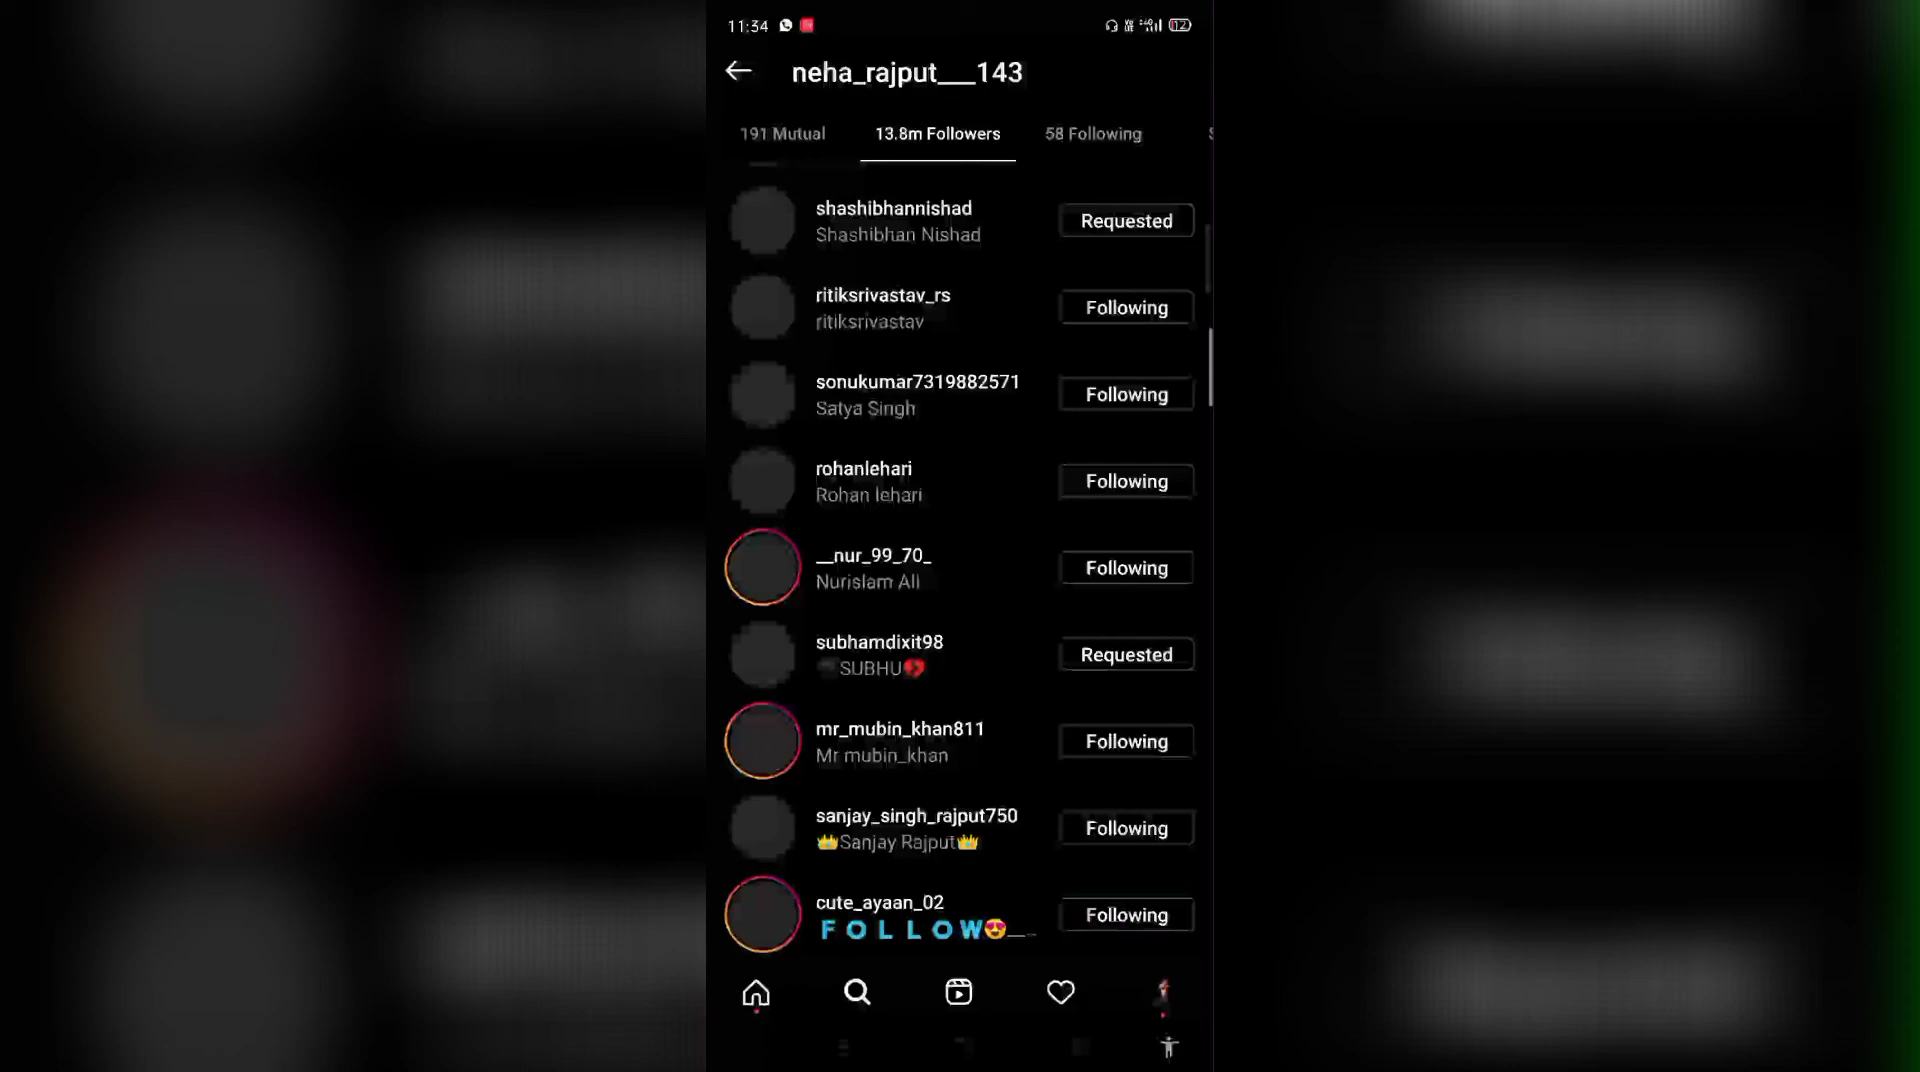 11:34
12
neha_rajput___143
191 Mutual 13.8m Followers 58 Following
shashibhannishad
Shashibhan Nishad
Requested
ritiksrivastav_rs
ritiksrivastav
Following
sonukumar7319882571
Satya Singh
Following
rohanlehari
Rohan lehari
Following
__nur_99_70_
Nurislam Ali
Following
subhamdixit98
SUBHU💔
Requested
mr_mubin_khan811
Mr mubin_khan
Following
sanjay_singh_rajput750
👑Sanjay Rajput👑
Following
cute_ayaan_02
F O L L O W😍__
Following